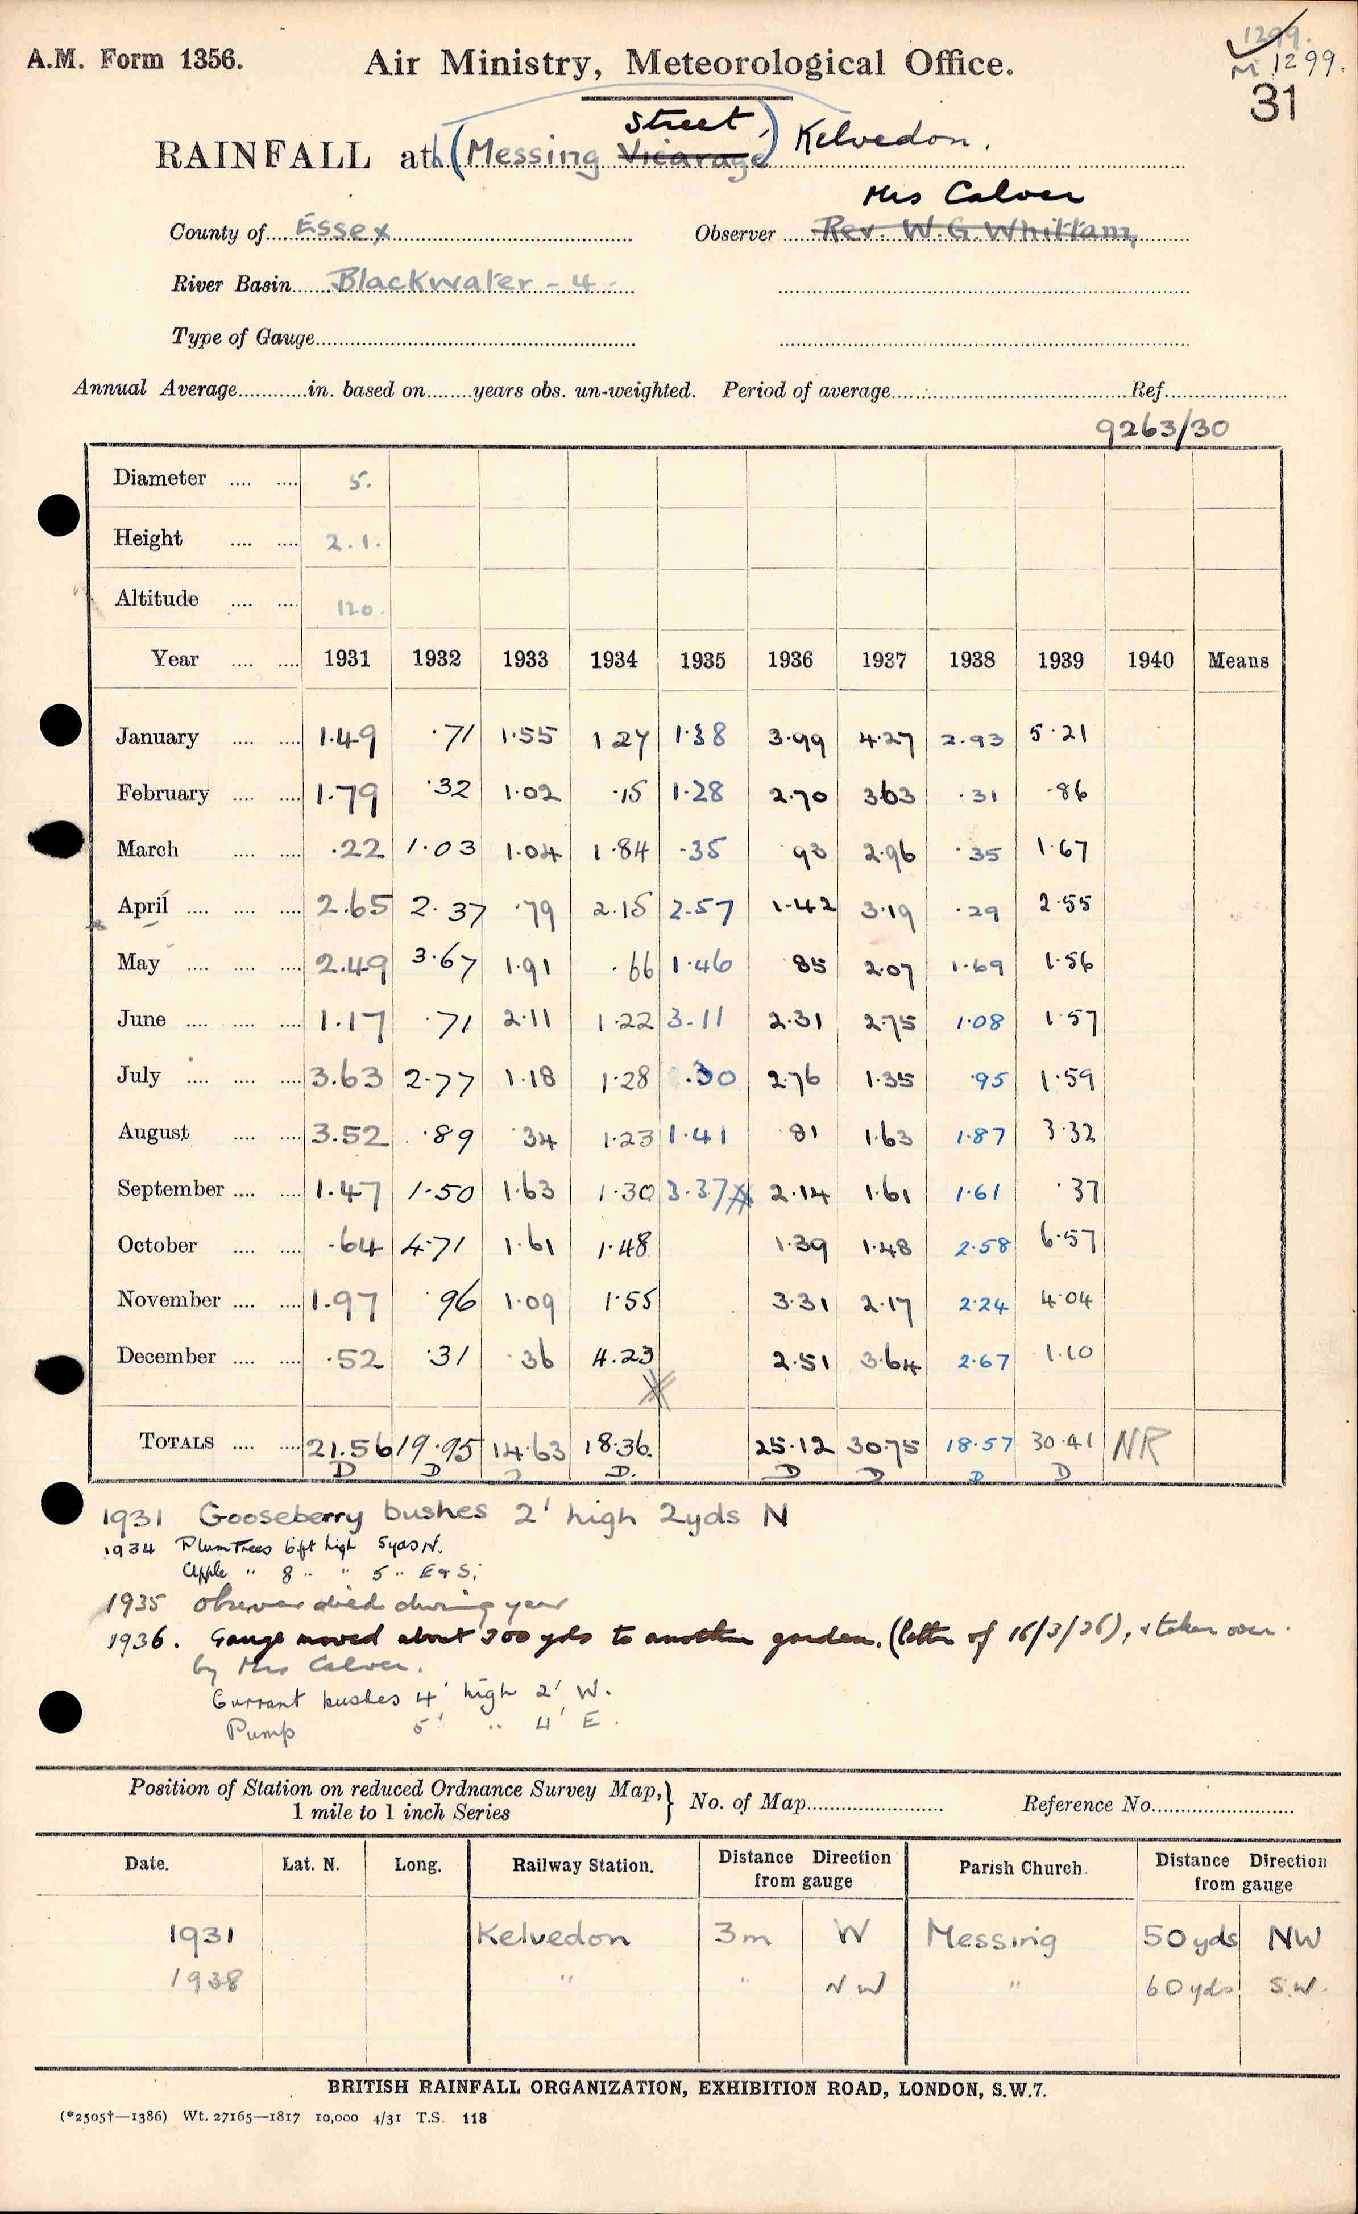 1299.
A.M. Form 1356. Air Ministry, Meteorological Office. M 1299.
31
Street,
RAINFALL at (Messing Vicarage) Kelvedon.
Mrs Calver
County of Essex Observer Rev. W.G. Whittam,
River Basin Blackwater - 4 -
Type of Gauge
Annual Average in. based on years obs. un-weighted. Period of average Ref.
9263/30
Diameter 5.
Height 2.1.
Altitude 120.
Year 1931 1932 1933 1934 1935 1936 1937 1938 1939 1940 Means
January 1.49 .71 1.55 1 27 1.38 3.99 4.27 2.93 5.21
February 1.79 .32 1.02 .15 1.28 2.70 3 63 .31 .86
March .22 1.03 1.04 1.84 .35 93 2.96 .35 1.67
April 2.65 2.37 .79 2.15 2.57 1.42 3.19 .29 2.55
May 2.49 3.67 1.91 .66 1.46 85 2.07 1.69 1.56
June 1.17 .71 2.11 1.22 3.11 2.31 2.75 1.08 1.57
July 3.63 2.77 1.18 1.28 .30 2.76 1.35 .95 1.59
August 3.52 .89 .34 1.23 1.41 .81 1.63 1.87 3.32
September 1.47 1.50 1.63 1.30 3.37 2.14 1.61 1.61 .37
October .64 4.71 1.61 1.48 1.39 1.48 2.58 6.57
November 1.97 .96 1.09 1.55 3.31 2.17 2.24 4.04
December .52 .31 .36 4.23 2.51 3.64 2.67 1.10
TOTALS 21.56 19.95 14.63 18.36 25.12 30.75 18.57 30.41 NR
D D D D. D D D D
1931 Gooseberry bushes 2' high 2yds N
1934 Plum Trees 6ft high 5yds N.
Apple " 8 " " 5 " E & S.
1935 Observer died during year
1936. Gauge moved about 300 yds to another garden, (letter of 16/3/36), & taken over
by Mrs Calver.
Currant bushes 4' high 2' W.
Pump 5' " 4' E.
Position of Station on reduced Ordnance Survey Map, 1 mile to 1 inch Series } No. of Map Reference No.
Date. Lat. N. Long. Railway Station. Distance Direction from gauge Parish Church. Distance Direction from gauge
1931 Kelvedon 3m W Messing 50 yds NW
1938 " " NW " 60 yds S.W.
BRITISH RAINFALL ORGANIZATION, EXHIBITION ROAD, LONDON, S.W.7.
(*2505†—1386) Wt. 27165—1817 10,000 4/31 T.S. 118